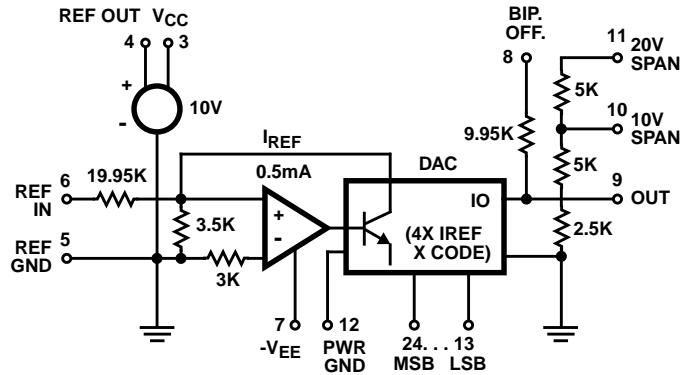 REF OUT VCC
4 3
+
-
10V
BIP.
OFF.
8
11 20V
SPAN
5K
10 10V
SPAN
9.95K
IREF
0.5mA
DAC
5K
6
REF
IN
19.95K
9
OUT
IO
+
-
3.5K
(4X IREF
X CODE)
2.5K
5
REF
GND
3K
7
-VEE
12
PWR
GND
24. . . 13
MSB LSB